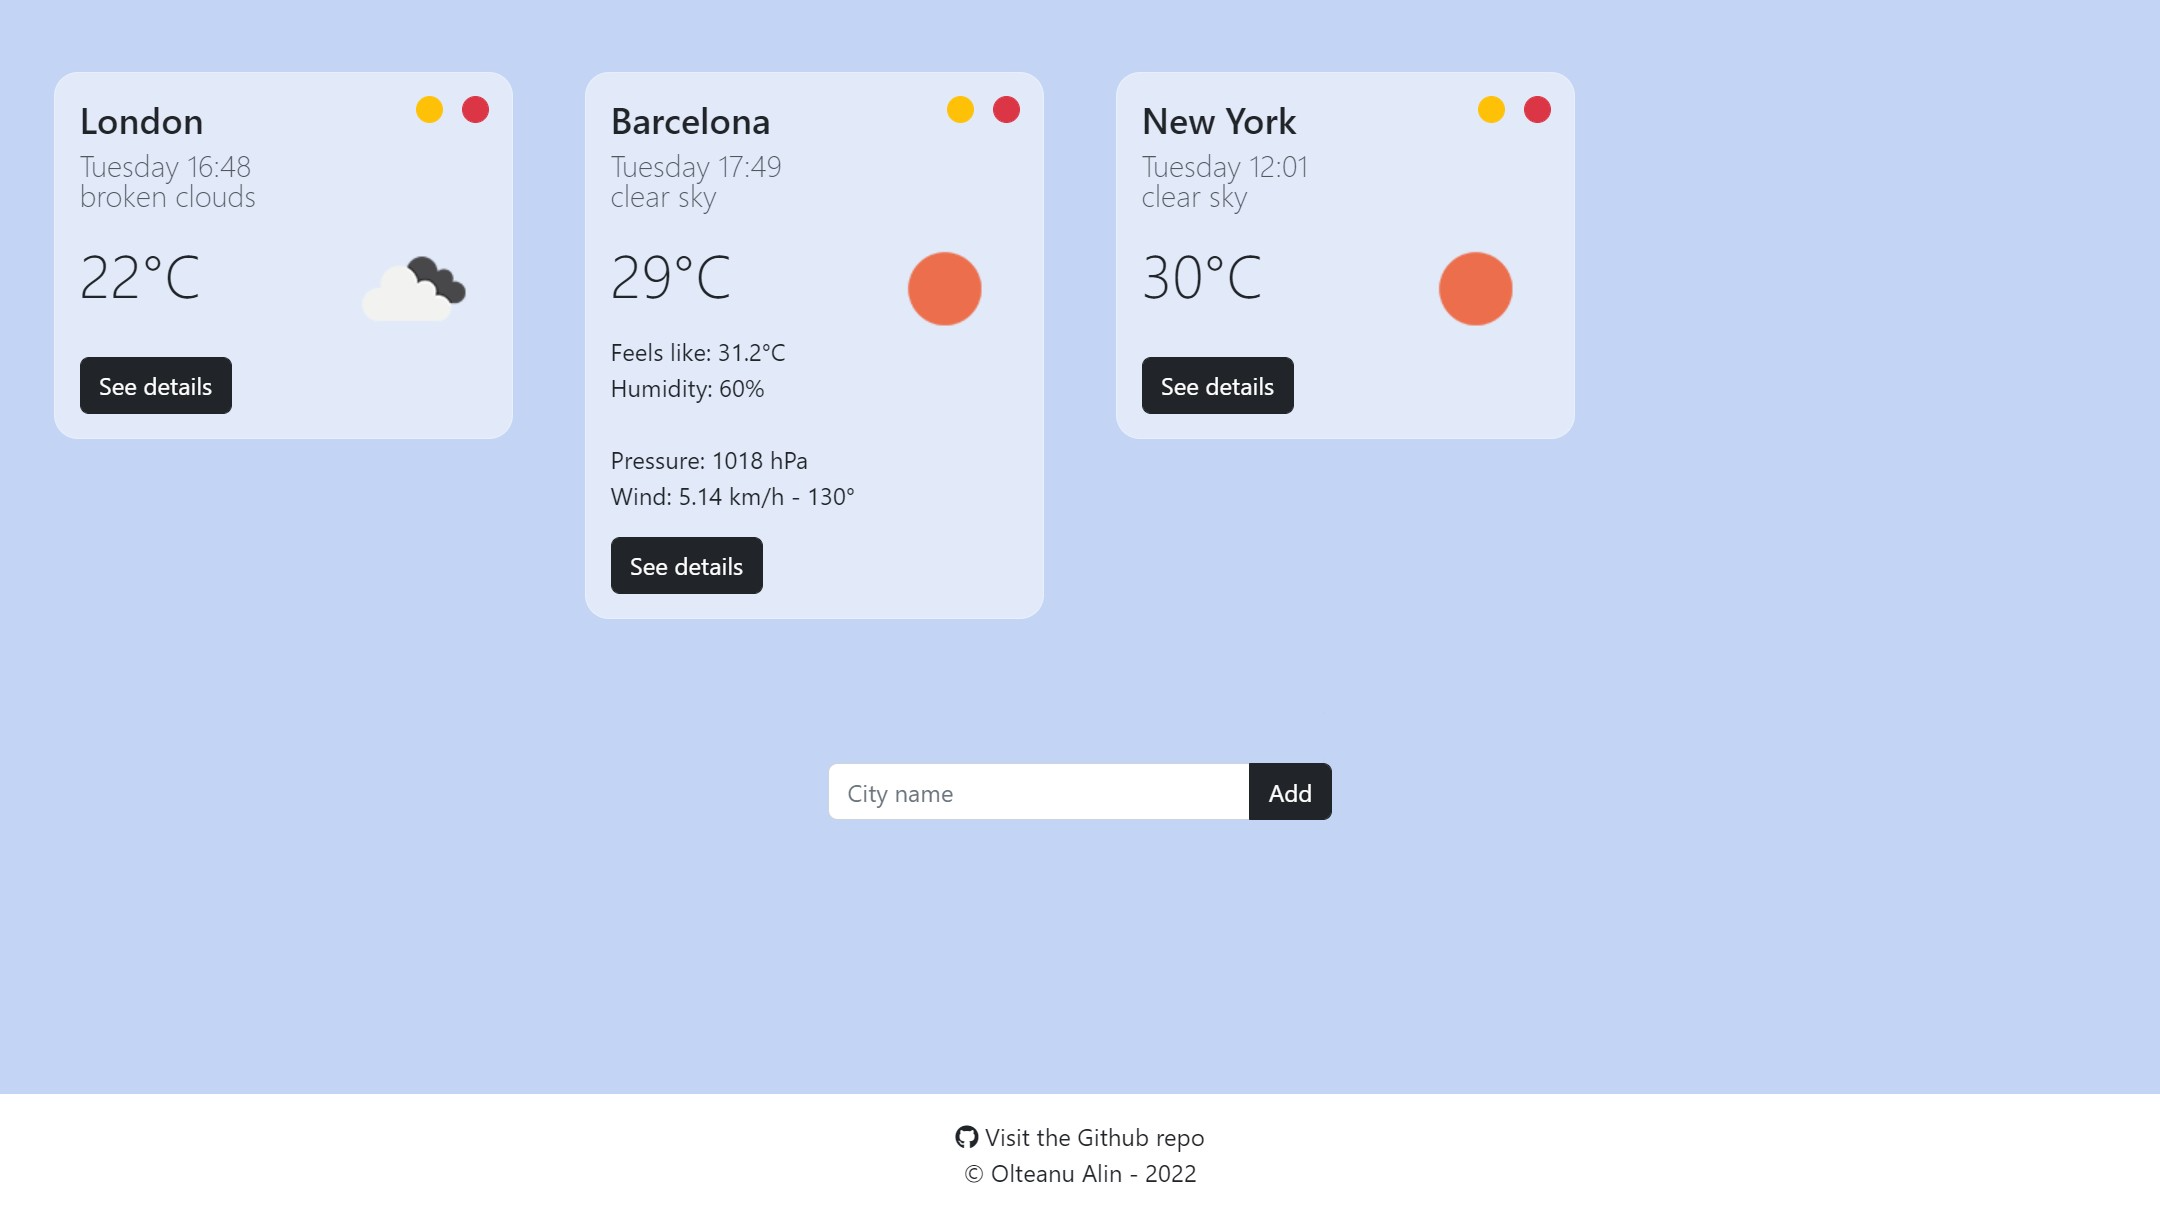 London
Tuesday 16:48
broken clouds
22°C
See details
Barcelona
Tuesday 17:49
clear sky
29°C
Feels like: 31.2°C
Humidity: 60%
Pressure: 1018 hPa
Wind: 5.14 km/h - 130°
See details
New York
Tuesday 12:01
clear sky
30°C
See details
City name
Add
Visit the Github repo
© Olteanu Alin - 2022